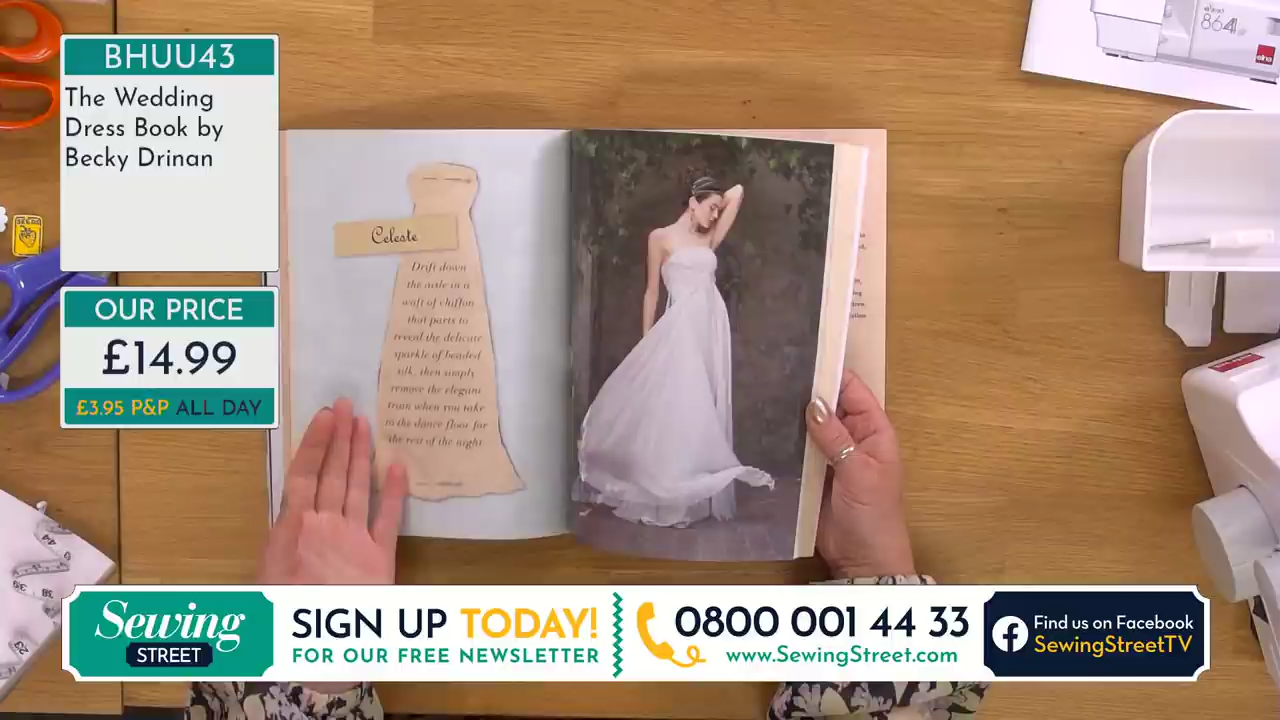 BHUU43
The Wedding
Dress Book by
Becky Drinan
OUR PRICE
£14.99
£3.95 P&P ALL DAY
Celeste
Drift down
the aisle in a
waft of chiffon
that parts to
reveal the delicate
sparkle of beaded
silk, then simply
remove the elegant
train when you take
to the dance floor for
the rest of the night.
elna
864
elna
Sewing
STREET
SIGN UP TODAY!
FOR OUR FREE NEWSLETTER
0800 001 44 33
www.SewingStreet.com
Find us on Facebook
SewingStreetTV